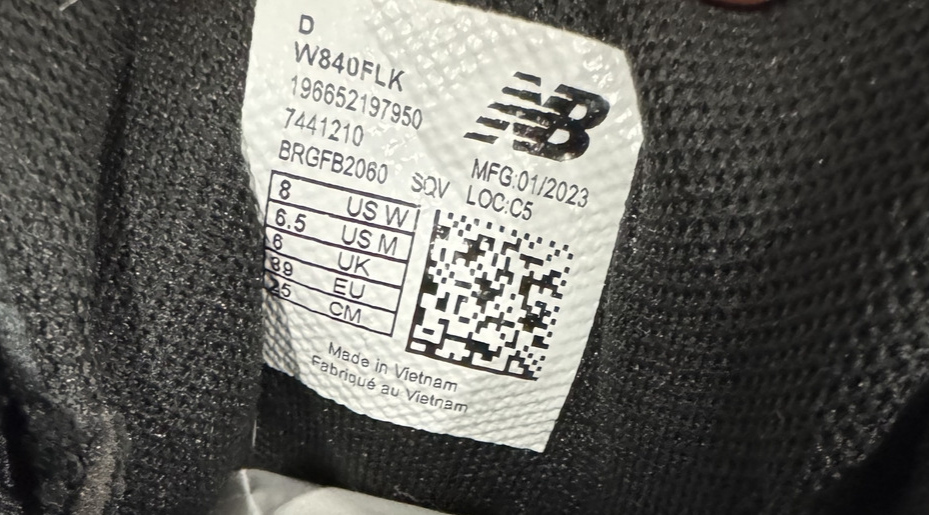 D
W840FLK
196652197950
7441210
BRGFB2060
SQV
NB
MFG:01/2023
LOC:C5
8 US W
6.5 US M
6 UK
39 EU
25 CM
Made in Vietnam
Fabriqué au Vietnam